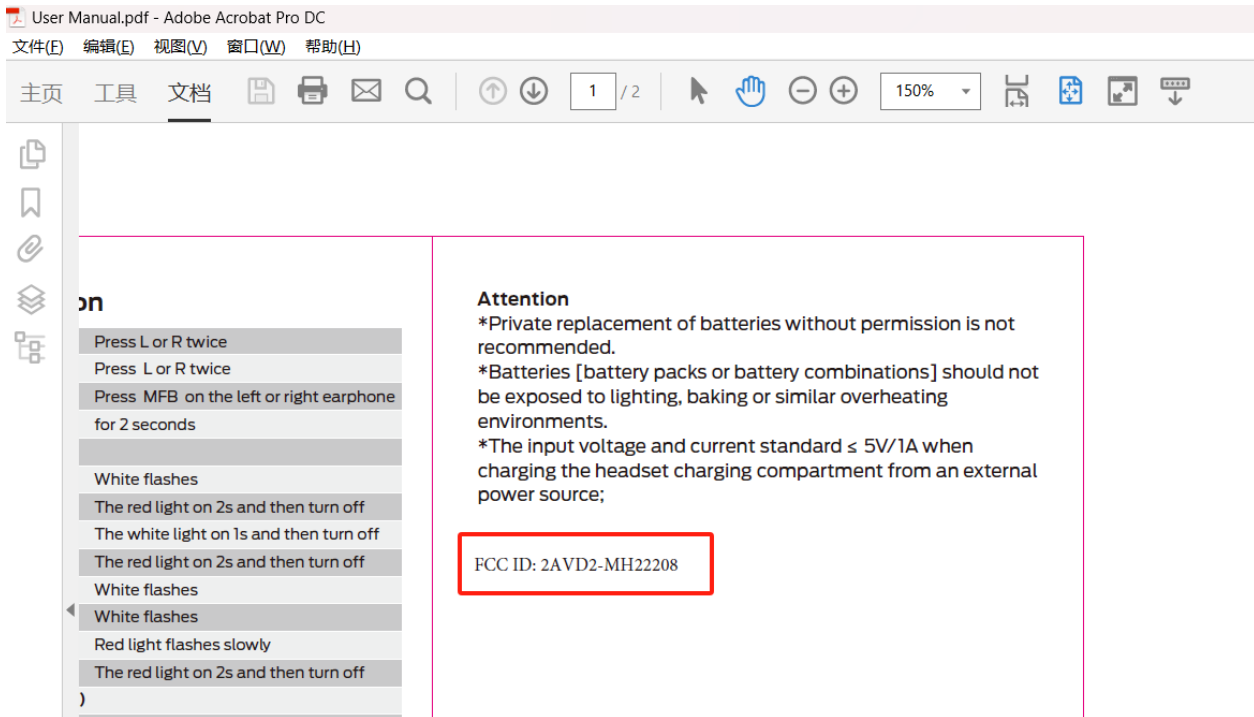 User Manual.pdf - Adobe Acrobat Pro DC
文件(F) 编辑(E) 视图(V) 窗口(W) 帮助(H)
主页 工具 文档 1 / 2 150%
on
Press L or R twice
Press L or R twice
Press MFB on the left or right earphone
for 2 seconds
White flashes
The red light on 2s and then turn off
The white light on 1s and then turn off
The red light on 2s and then turn off
White flashes
White flashes
Red light flashes slowly
The red light on 2s and then turn off
)
Attention
*Private replacement of batteries without permission is not
recommended.
*Batteries [battery packs or battery combinations] should not
be exposed to lighting, baking or similar overheating
environments.
*The input voltage and current standard ≤ 5V/1A when
charging the headset charging compartment from an external
power source;
FCC ID: 2AVD2-MH22208